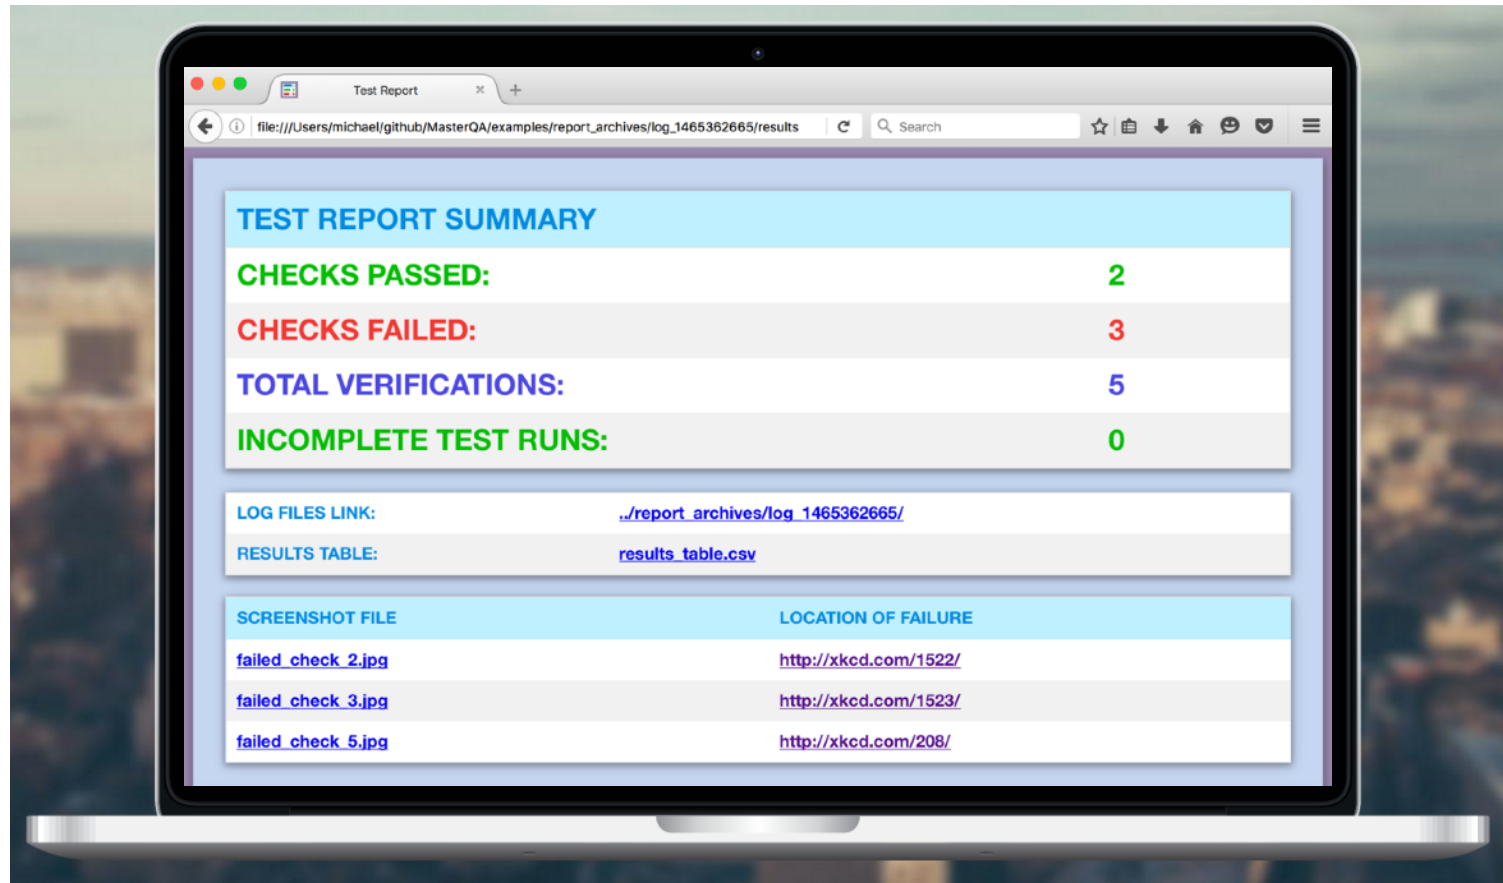 Test Report
file:///Users/michael/github/MasterQA/examples/report_archives/log_1465362665/results
Search
TEST REPORT SUMMARY
CHECKS PASSED: 2
CHECKS FAILED: 3
TOTAL VERIFICATIONS: 5
INCOMPLETE TEST RUNS: 0
LOG FILES LINK: ../report_archives/log_1465362665/
RESULTS TABLE: results_table.csv
SCREENSHOT FILE LOCATION OF FAILURE
failed_check_2.jpg http://xkcd.com/1522/
failed_check_3.jpg http://xkcd.com/1523/
failed_check_5.jpg http://xkcd.com/208/